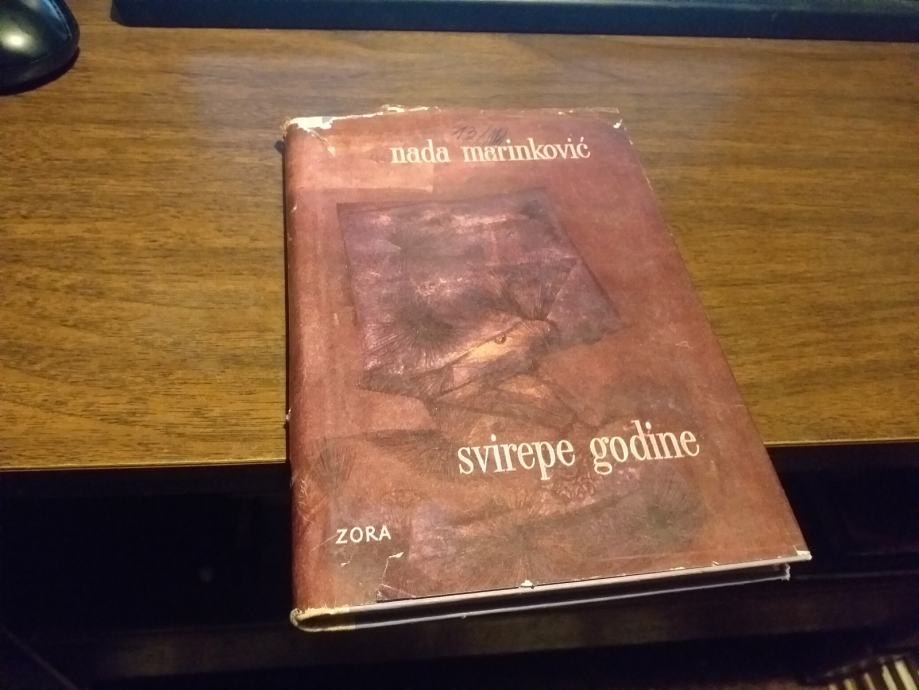 nada marinković
svirepe godine
ZORA